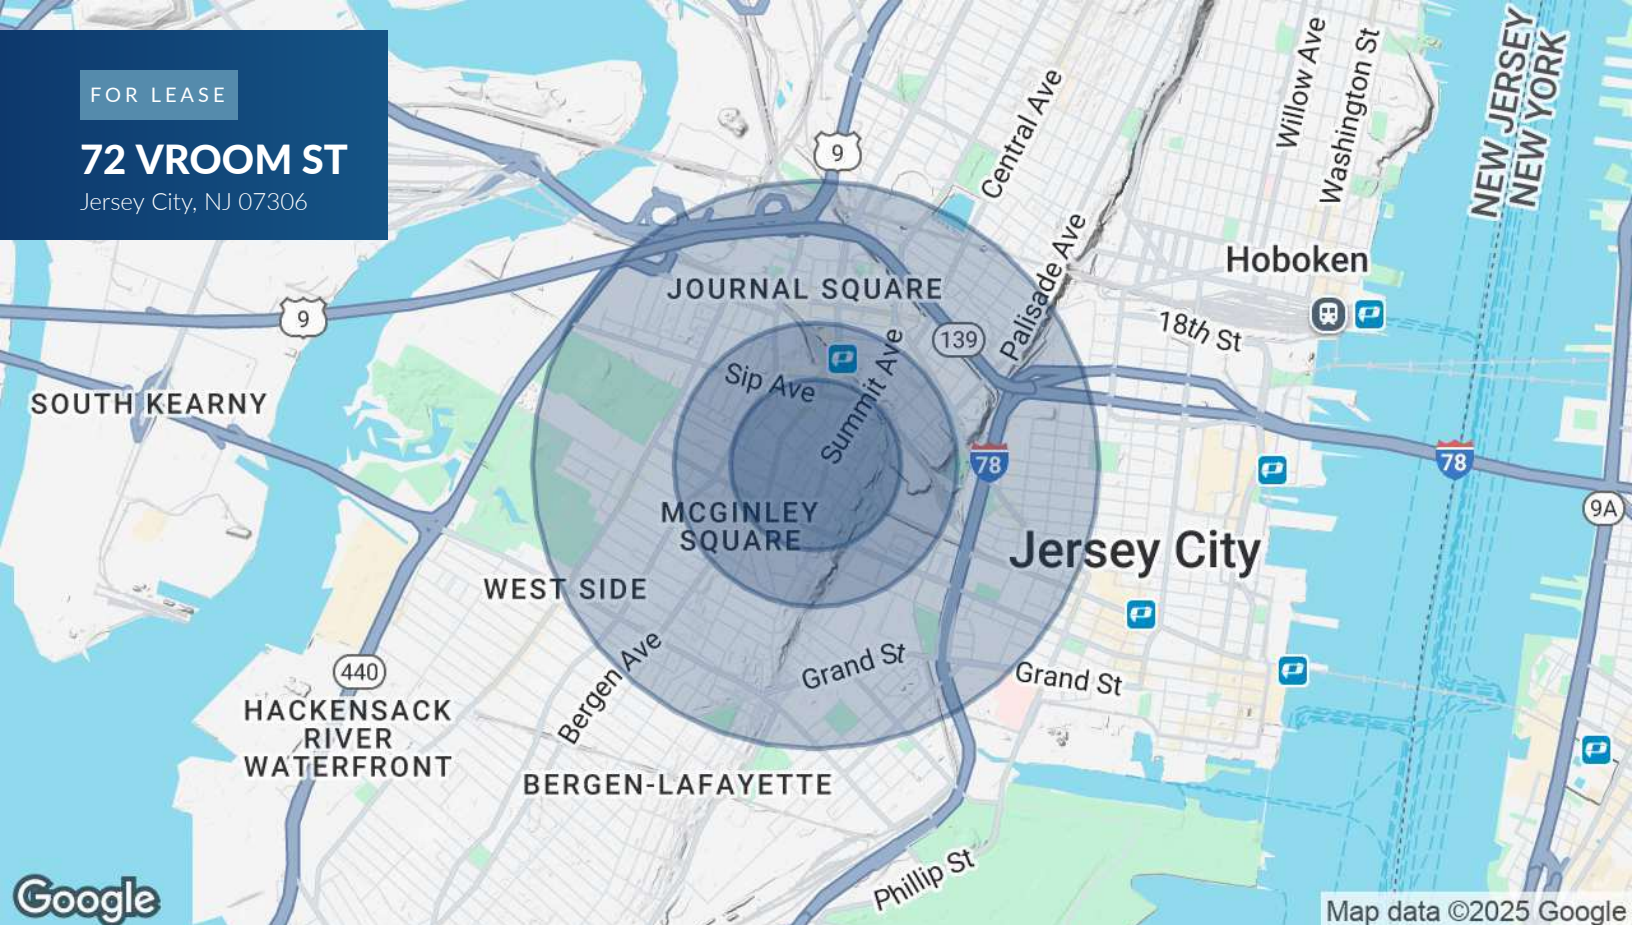 FOR LEASE
72 VROOM ST
Jersey City, NJ 07306
9
Central Ave
Willow Ave
Washington St
NEW JERSEY
NEW YORK
Hoboken
JOURNAL SQUARE
Palisade Ave
9
139
18th St
Sip Ave
Summit Ave
SOUTH KEARNY
78
78
9A
MCGINLEY
SQUARE
Jersey City
WEST SIDE
Bergen Ave
Grand St
Grand St
440
HACKENSACK
RIVER
WATERFRONT
BERGEN-LAFAYETTE
Phillip St
Google
Map data ©2025 Google